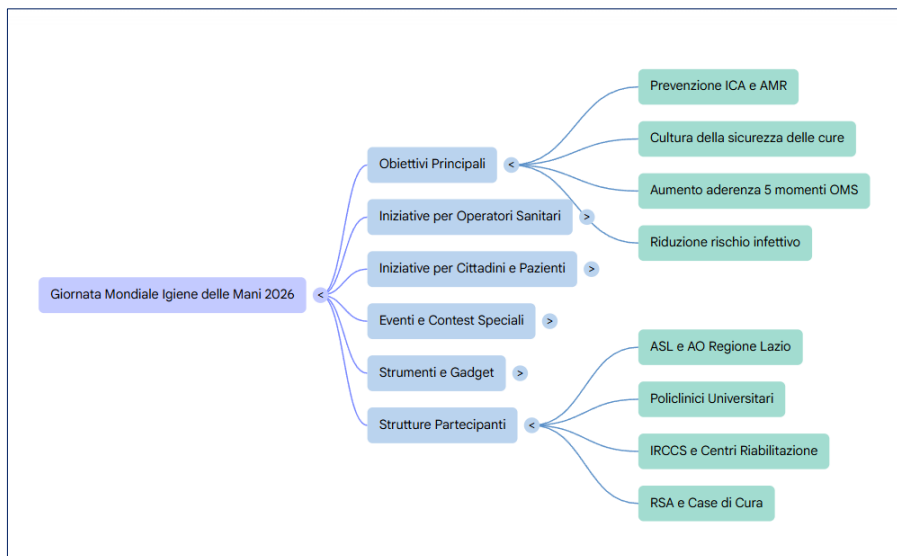 Giornata Mondiale Igiene delle Mani 2026
<
Obiettivi Principali
<
Prevenzione ICA e AMR
Cultura della sicurezza delle cure
Aumento aderenza 5 momenti OMS
Riduzione rischio infettivo
Iniziative per Operatori Sanitari
>
Iniziative per Cittadini e Pazienti
>
Eventi e Contest Speciali
>
Strumenti e Gadget
>
Strutture Partecipanti
<
ASL e AO Regione Lazio
Policlinici Universitari
IRCCS e Centri Riabilitazione
RSA e Case di Cura